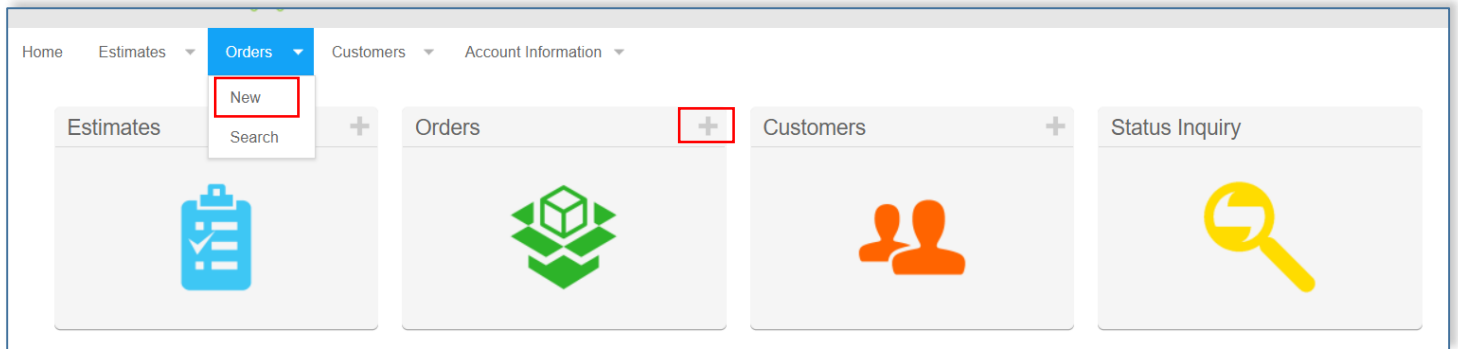 Home Estimates Orders Customers Account Information
New
Search
Estimates Orders Customers Status Inquiry